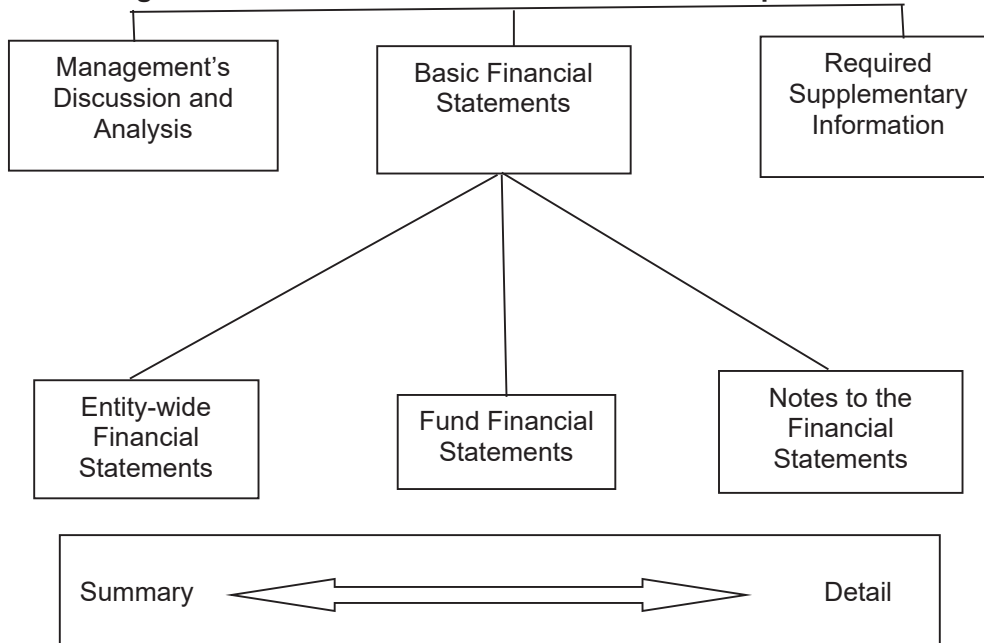 Management's
Discussion and
Analysis
Basic Financial
Statements
Required
Supplementary
Information
Entity-wide
Financial
Statements
Fund Financial
Statements
Notes to the
Financial
Statements
Summary
Detail